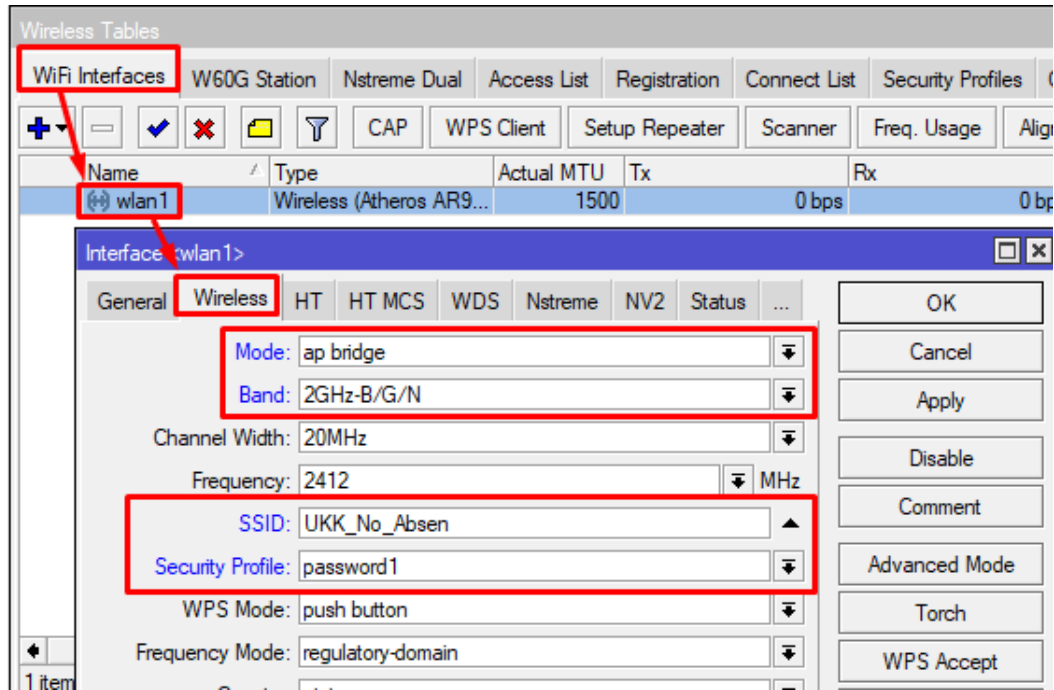 Wireless Tables
WiFi Interfaces W60G Station Nstreme Dual Access List Registration Connect List Security Profiles
CAP WPS Client Setup Repeater Scanner Freq. Usage
Name Type Actual MTU Tx Rx
wlan1 Wireless (Atheros AR9... 1500 0 bps
Interface <wlan1>
General Wireless HT HT MCS WDS Nstreme NV2 Status ... OK
Mode: ap bridge Cancel
Band: 2GHz-B/G/N Apply
Channel Width: 20MHz
Disable
Frequency: 2412 MHz
SSID: UKK_No_Absen Comment
Security Profile: password1 Advanced Mode
WPS Mode: push button Torch
Frequency Mode: regulatory-domain WPS Accept
1 item